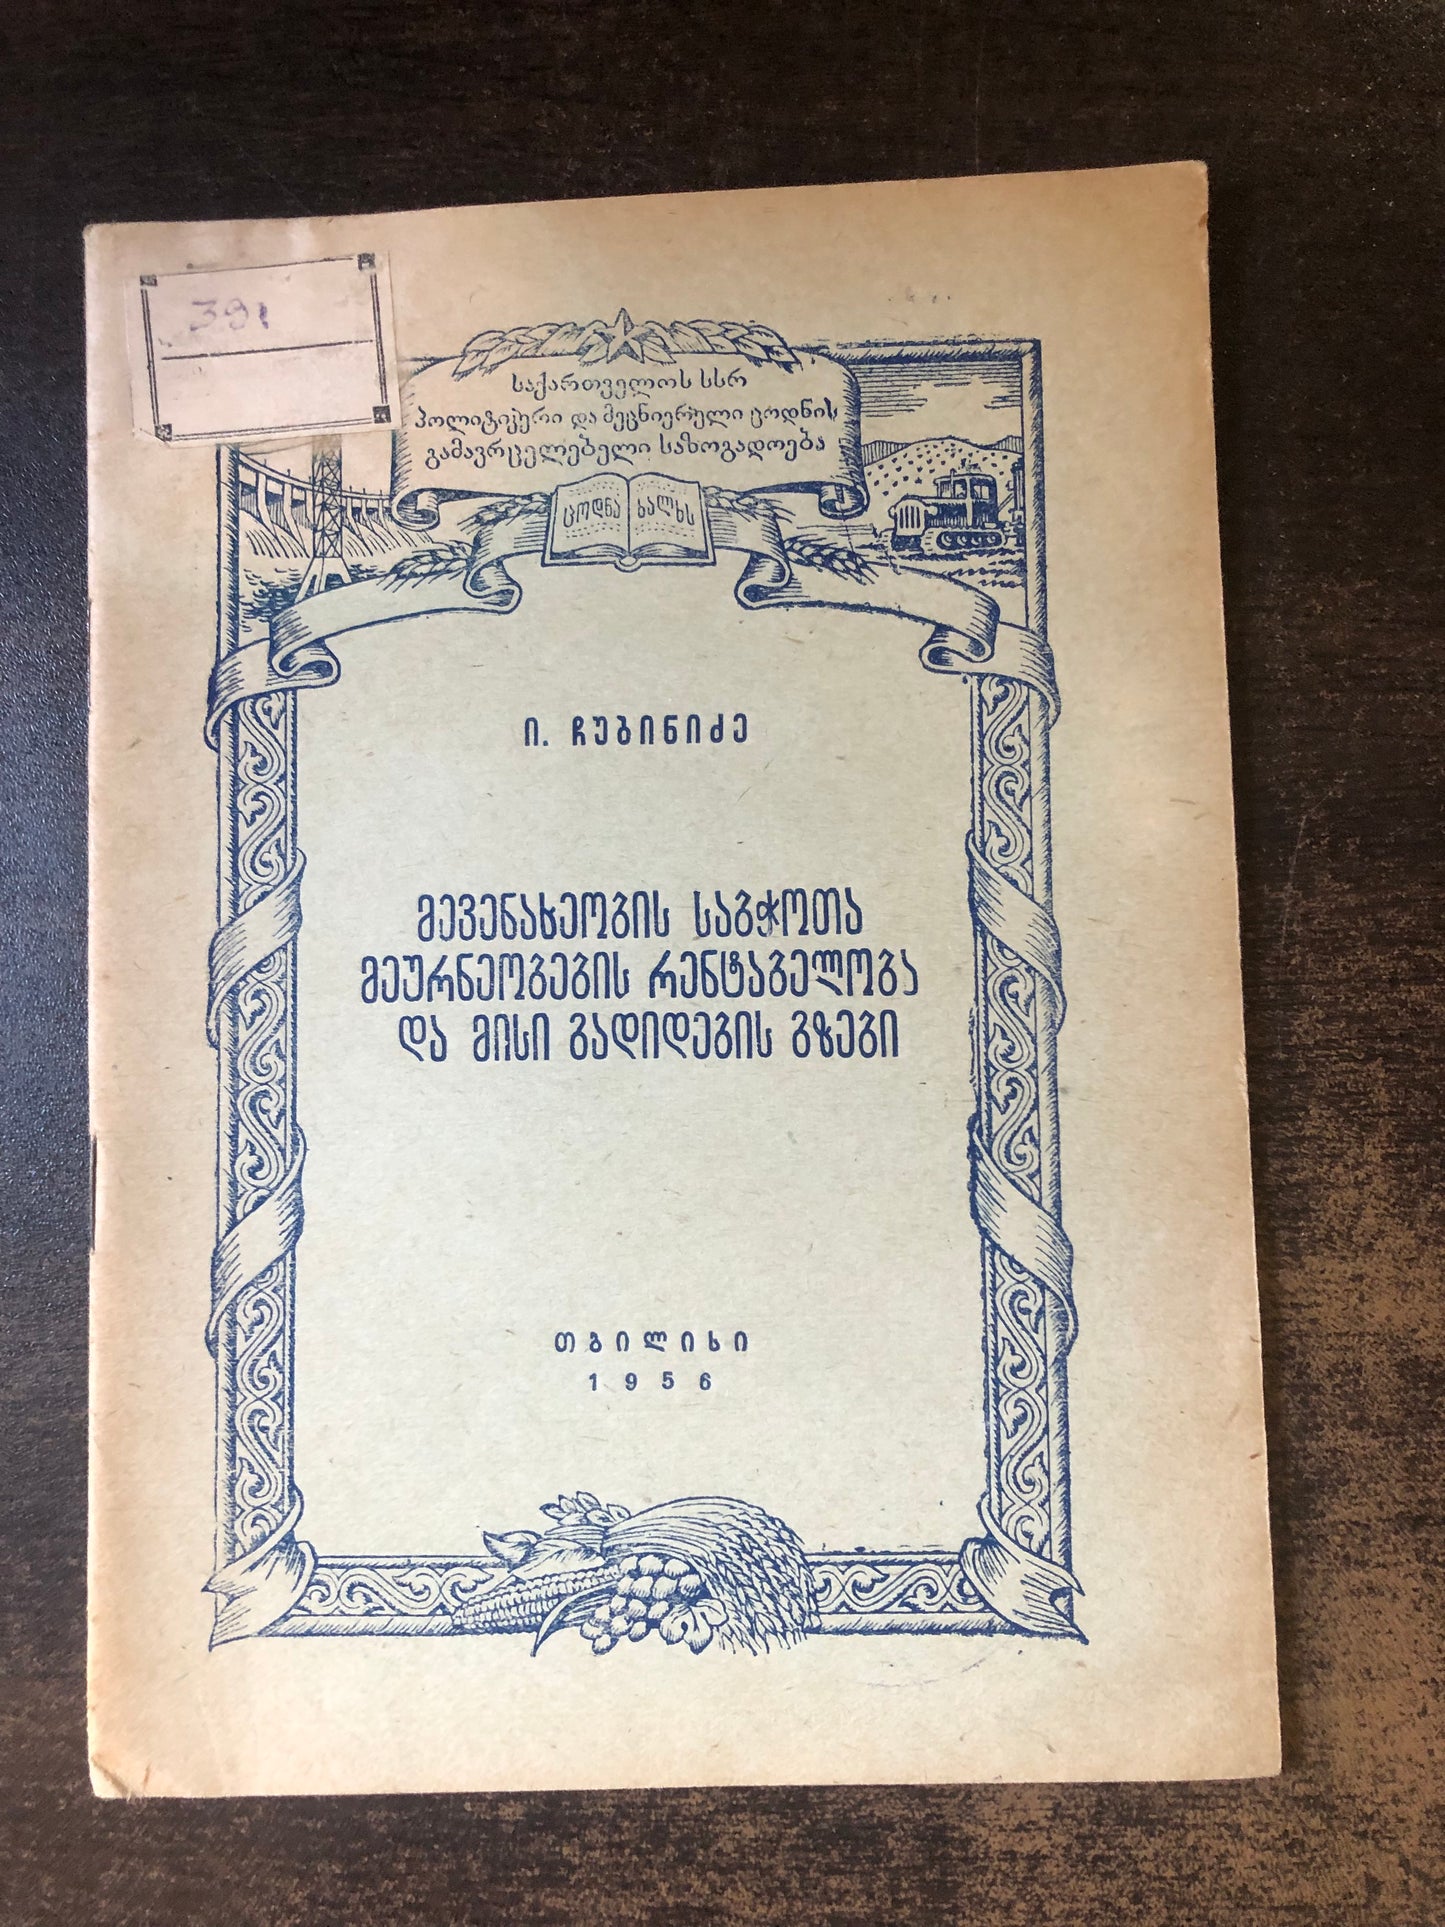 391
საქართველოს სსრ
პოლიტიკური და მეცნიერული ცოდნის
გამავრცელებელი საზოგადოება
ცოდნა ხალხს
ი. ჩუბინიძე
მევენახეობის საბჭოთა
მეურნეობების რენტაბელობა
და მისი გადიდების გზები
თბილისი
1956